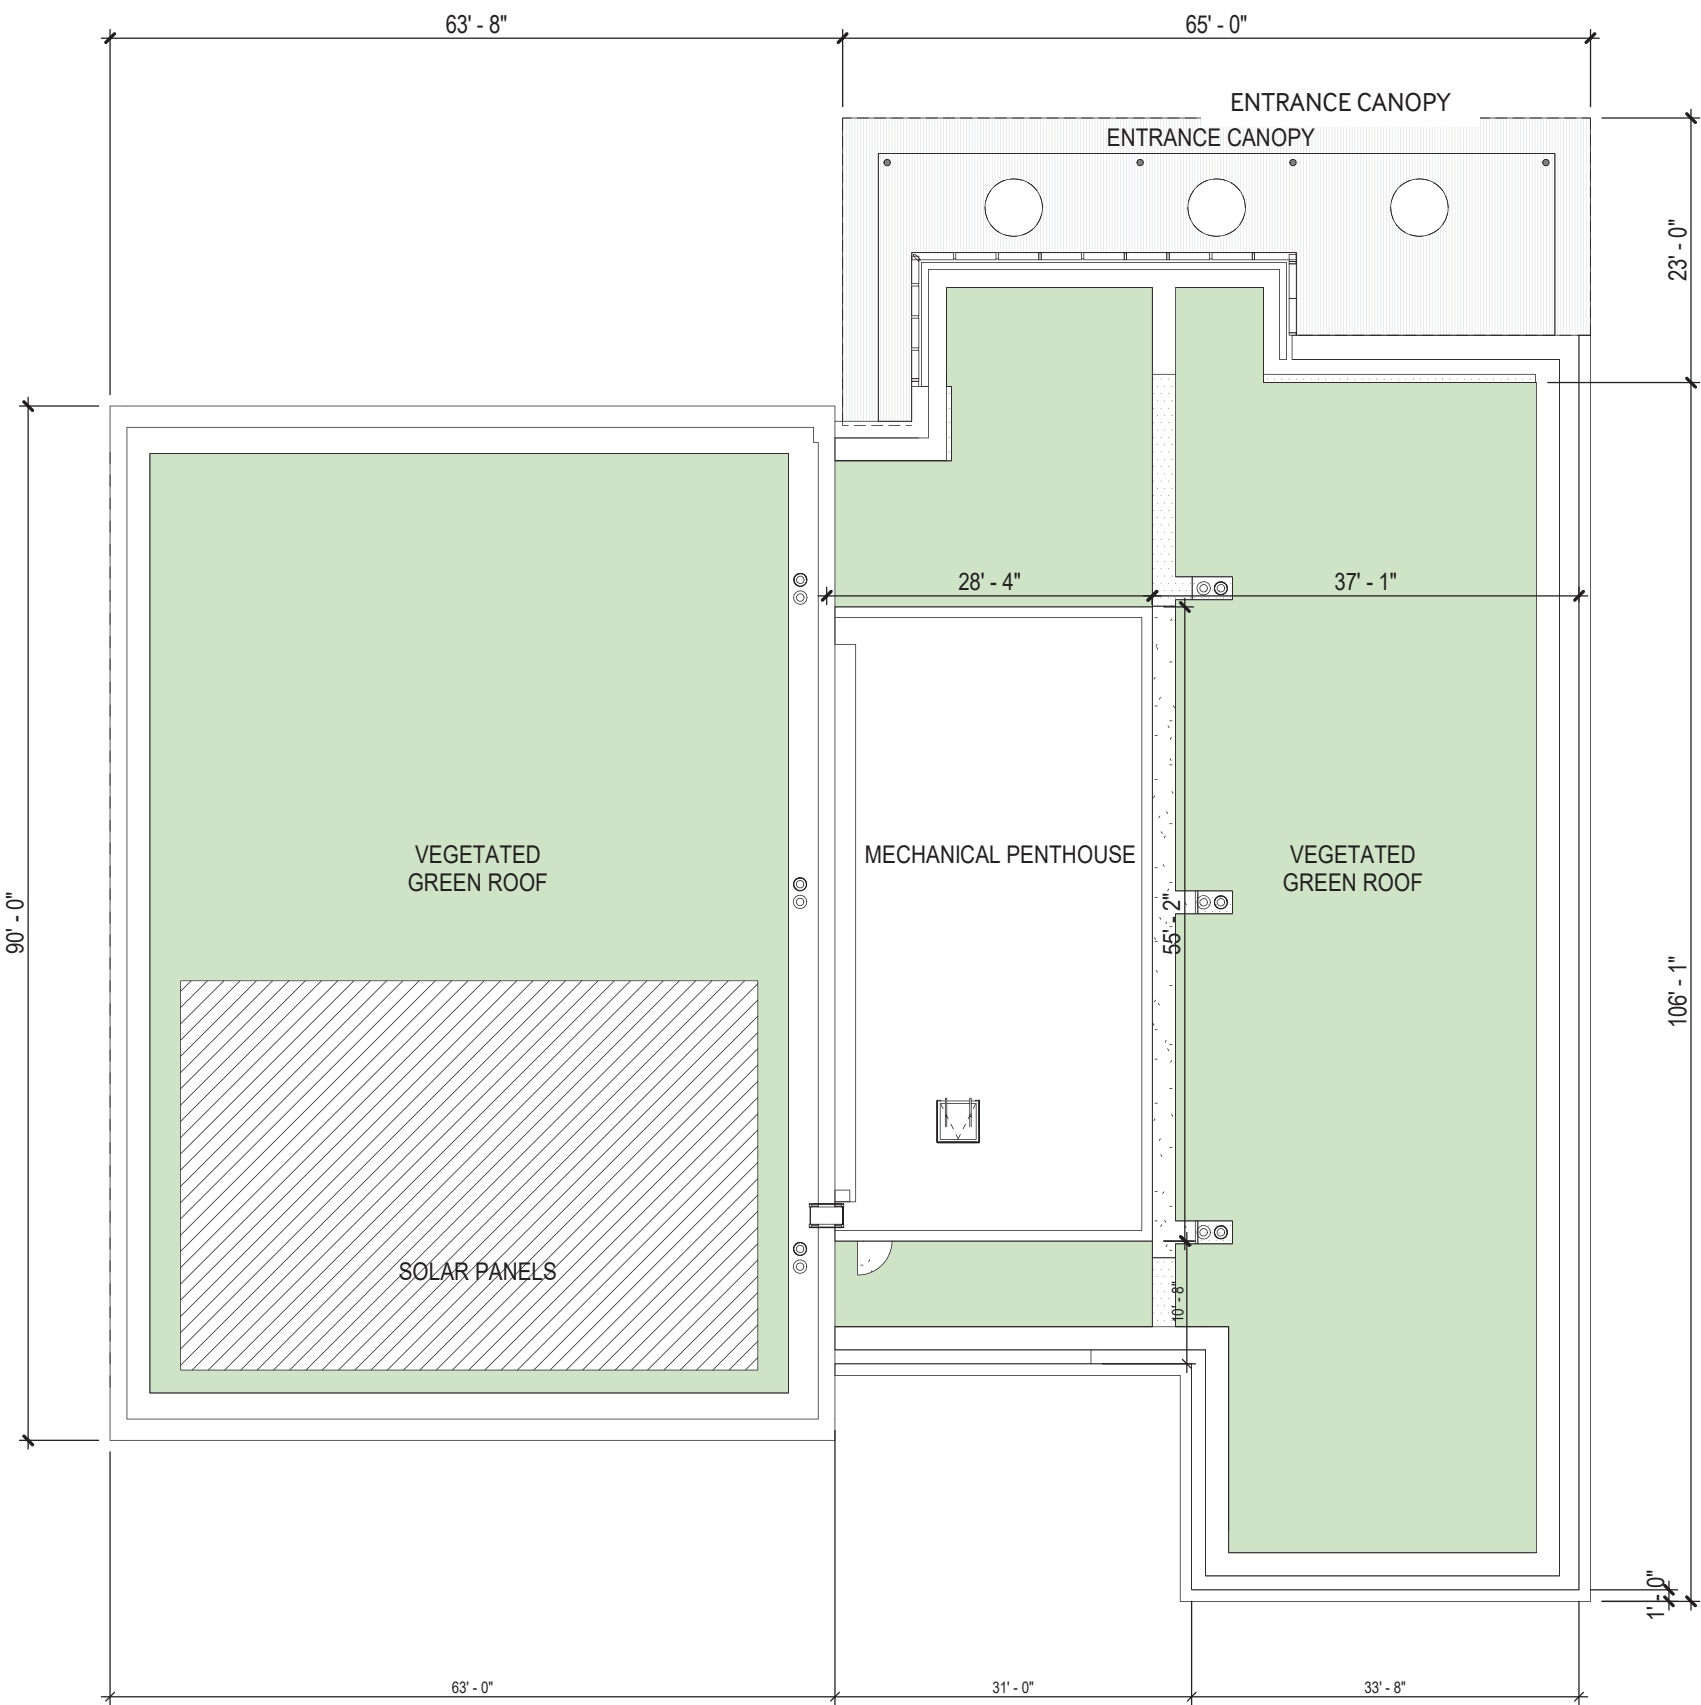 63' - 8"
65' - 0"
ENTRANCE CANOPY
ENTRANCE CANOPY
23' - 0"
28' - 4"
37' - 1"
VEGETATED
GREEN ROOF
MECHANICAL PENTHOUSE
VEGETATED
GREEN ROOF
90' - 0"
55' - 2"
106' - 1"
SOLAR PANELS
10' - 8"
1' - 0"
63' - 0"
31' - 0"
33' - 8"